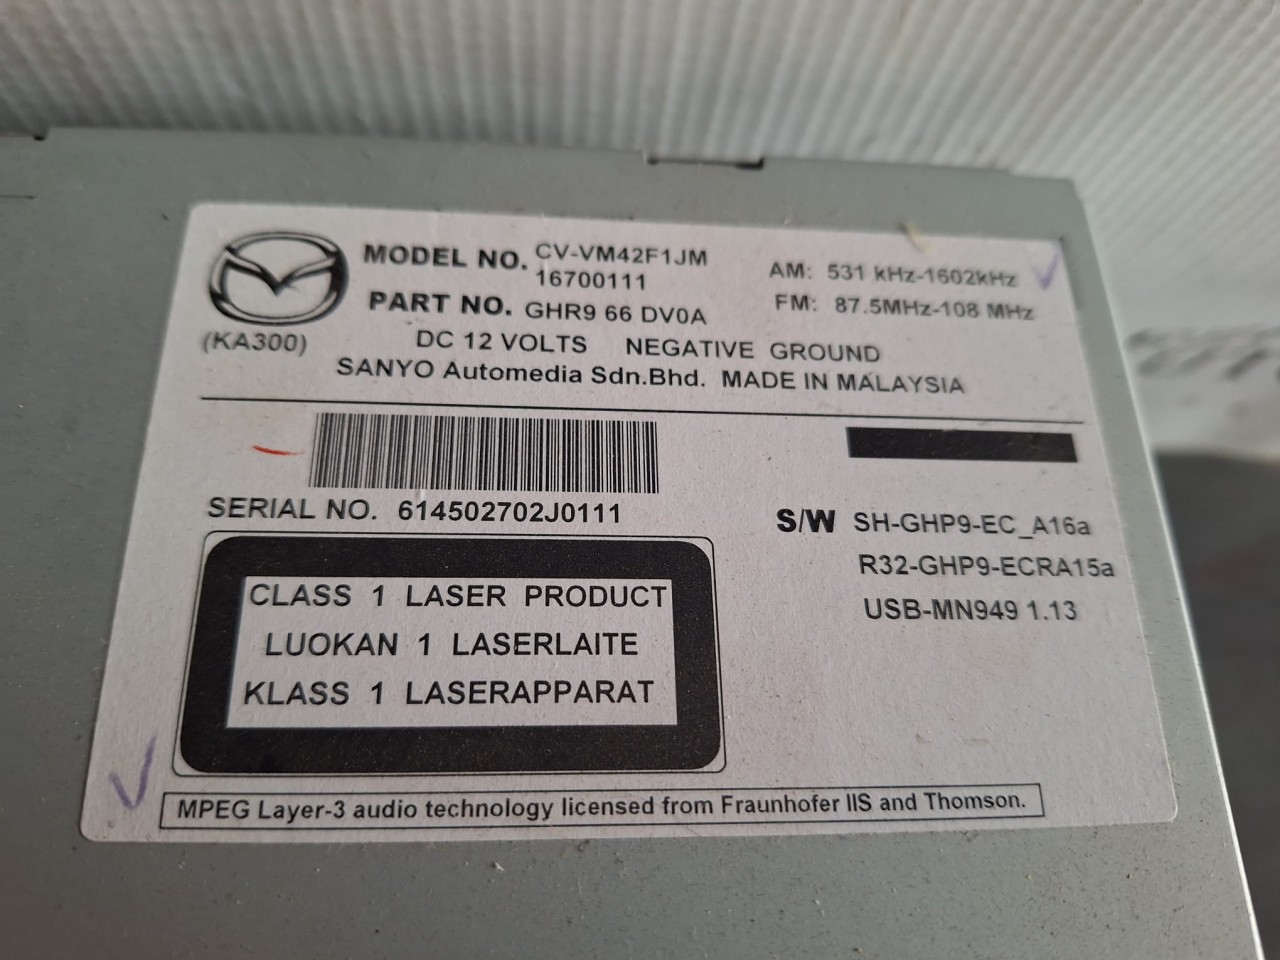 MODEL NO. CV-VM42F1JM
16700111
PART NO. GHR9 66 DV0A
AM: 531 kHz-1602kHz
FM: 87.5MHz-108 MHz
(KA300)
DC 12 VOLTS NEGATIVE GROUND
SANYO Automedia Sdn.Bhd. MADE IN MALAYSIA
SERIAL NO. 614502702J0111
S/W SH-GHP9-EC_A16a
R32-GHP9-ECRA15a
USB-MN949 1.13
CLASS 1 LASER PRODUCT
LUOKAN 1 LASERLAITE
KLASS 1 LASERAPPARAT
MPEG Layer-3 audio technology licensed from Fraunhofer IIS and Thomson.